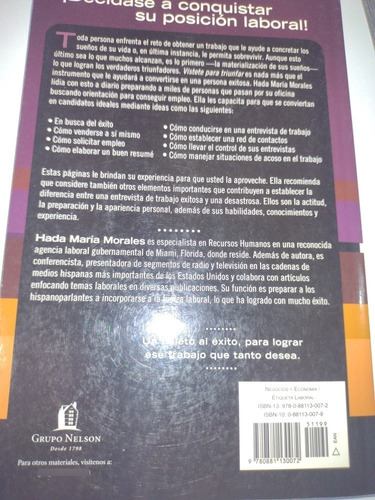 ¡Decídase a conquistar
su posición laboral!
Toda persona enfrenta el reto de obtener un trabajo que le ayude a concretar los
sueños de su vida o, en última instancia, le permita sobrevivir. Aunque esto
último sea lo que muchos alcanzan, es lo primero —la materialización de sus sueños—
lo que logran los verdaderos triunfadores. Vístete para triunfar es nada más que el
instrumento que le ayudará a convertirse en una persona exitosa. Hada María Morales
lidia con esto a diario preparando a miles de personas que pasan por su oficina
buscando orientación para conseguir empleo. Ella les capacita para que se conviertan
en candidatos ideales mediante ideas como las siguientes:
• En busca del éxito
• Cómo venderse a sí mismo
• Cómo solicitar empleo
• Cómo elaborar un buen resumé
• Cómo conducirse en una entrevista de trabajo
• Cómo establecer una red de contactos
• Cómo llevar el control de sus entrevistas
• Cómo manejar situaciones de acoso en el trabajo
Estas páginas le brindan su experiencia para que usted la aproveche. Ella recomienda
que considere también otros elementos importantes que contribuyen a establecer la
diferencia entre una entrevista de trabajo exitosa y una desastrosa. Ellos son la actitud,
la preparación y la apariencia personal, además de sus habilidades, conocimientos y
experiencia.
Hada María Morales es especialista en Recursos Humanos en una reconocida
agencia laboral gubernamental de Miami, Florida, donde reside. Además de autora, es
conferencista, presentadora de segmentos de radio y televisión en las cadenas de
medios hispanas más importantes de los Estados Unidos y colabora con artículos
enfocando temas laborales en diversas publicaciones. Su función es preparar a los
hispanoparlantes a incorporarse a la fuerza laboral, lo que ha logrado con mucho éxito.
Un boleto al éxito, para lograr
ese trabajo que tanto desea.
Negocios y Economía /
Etiqueta Laboral
ISBN-13: 978-0-88113-007-2
ISBN-10: 0-88113-007-8
51199
EAN
9 780881 130072
Grupo Nelson
Desde 1798
Para otros materiales, visítenos a: